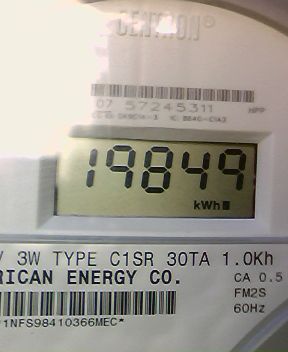 CENTRON®
07 57245311
19849
kWh
V 3W TYPE C1SR 30TA 1.0Kh
RICAN ENERGY CO.
CA 0.5
FM2S
60Hz
*1NFS98410366MEC*